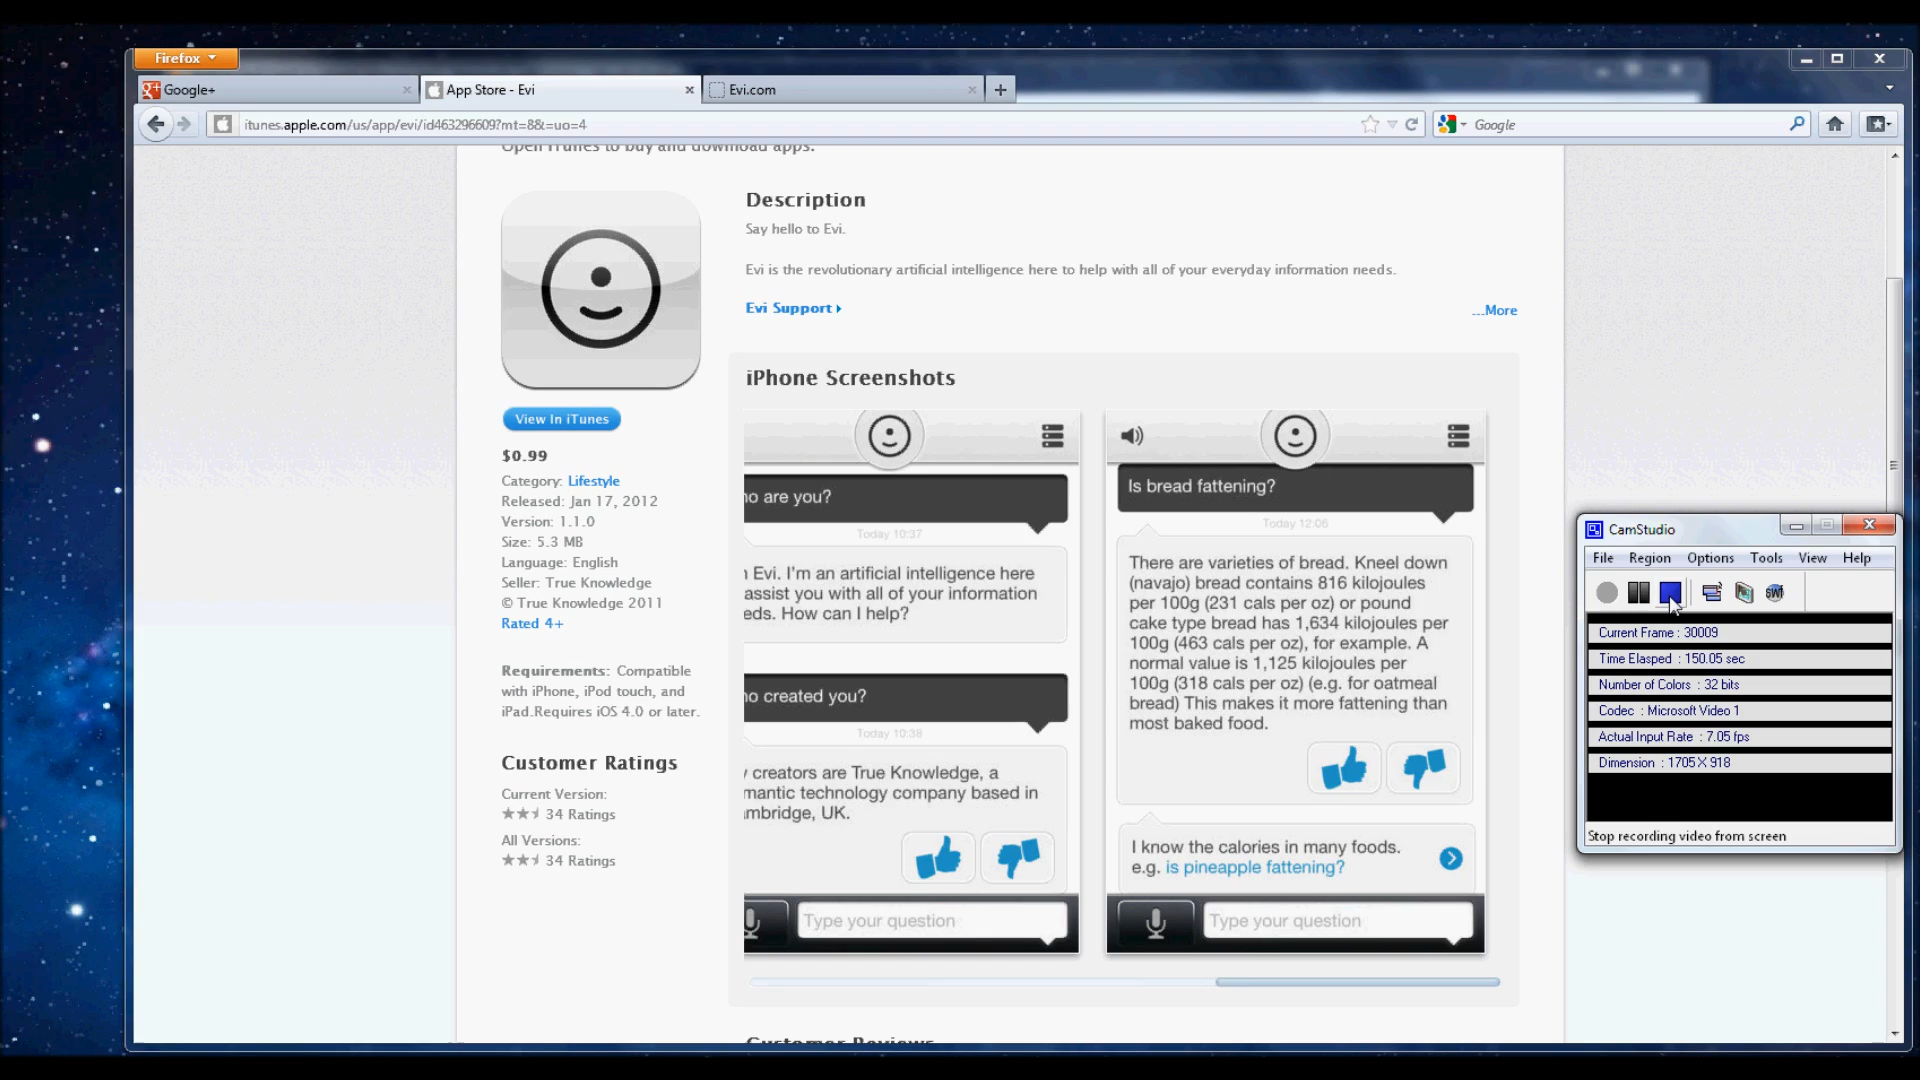 Firefox
Google+
App Store - Evi
Evi.com
itunes.apple.com/us/app/evi/id463296609?mt=8&t=uo=4
Google
Open iTunes to buy and download apps.
Description
Say hello to Evi.
Evi is the revolutionary artificial intelligence here to help with all of your everyday information needs.
Evi Support
...More
View In iTunes
$0.99
Category: Lifestyle
Released: Jan 17, 2012
Version: 1.1.0
Size: 5.3 MB
Language: English
Seller: True Knowledge
© True Knowledge 2011
Rated 4+
Requirements: Compatible
with iPhone, iPod touch, and
iPad.Requires iOS 4.0 or later.
Customer Ratings
Current Version:
34 Ratings
All Versions:
34 Ratings
iPhone Screenshots
o are you?
Today 10:37
Evi. I'm an artificial intelligence here
assist you with all of your information
eds. How can I help?
o created you?
Today 10:38
y creators are True Knowledge, a
mantic technology company based in
mbridge, UK.
Type your question
Is bread fattening?
Today 12:06
There are varieties of bread. Kneel down
(navajo) bread contains 816 kilojoules
per 100g (231 cals per oz) or pound
cake type bread has 1,634 kilojoules per
100g (463 cals per oz), for example. A
normal value is 1,125 kilojoules per
100g (318 cals per oz) (e.g. for oatmeal
bread) This makes it more fattening than
most baked food.
I know the calories in many foods.
e.g. is pineapple fattening?
Type your question
Customer Reviews
CamStudio
File Region Options Tools View Help
SWF
Current Frame : 30009
Time Elasped : 150.05 sec
Number of Colors : 32 bits
Codec : Microsoft Video 1
Actual Input Rate : 7.05 fps
Dimension : 1705 X 918
Stop recording video from screen